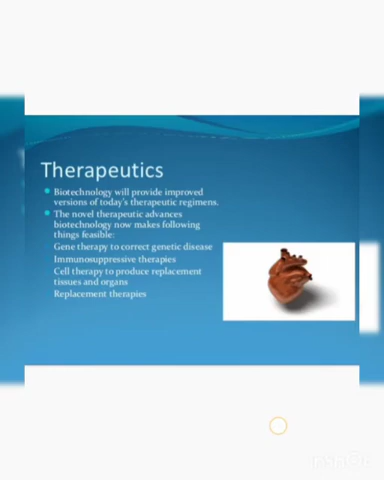 Therapeutics
Biotechnology will provide improved
versions of today's therapeutic regimens.
The novel therapeutic advances
biotechnology now makes following
things feasible:
Gene therapy to correct genetic disease
Immunosuppressive therapies
Cell therapy to produce replacement
tissues and organs
Replacement therapies